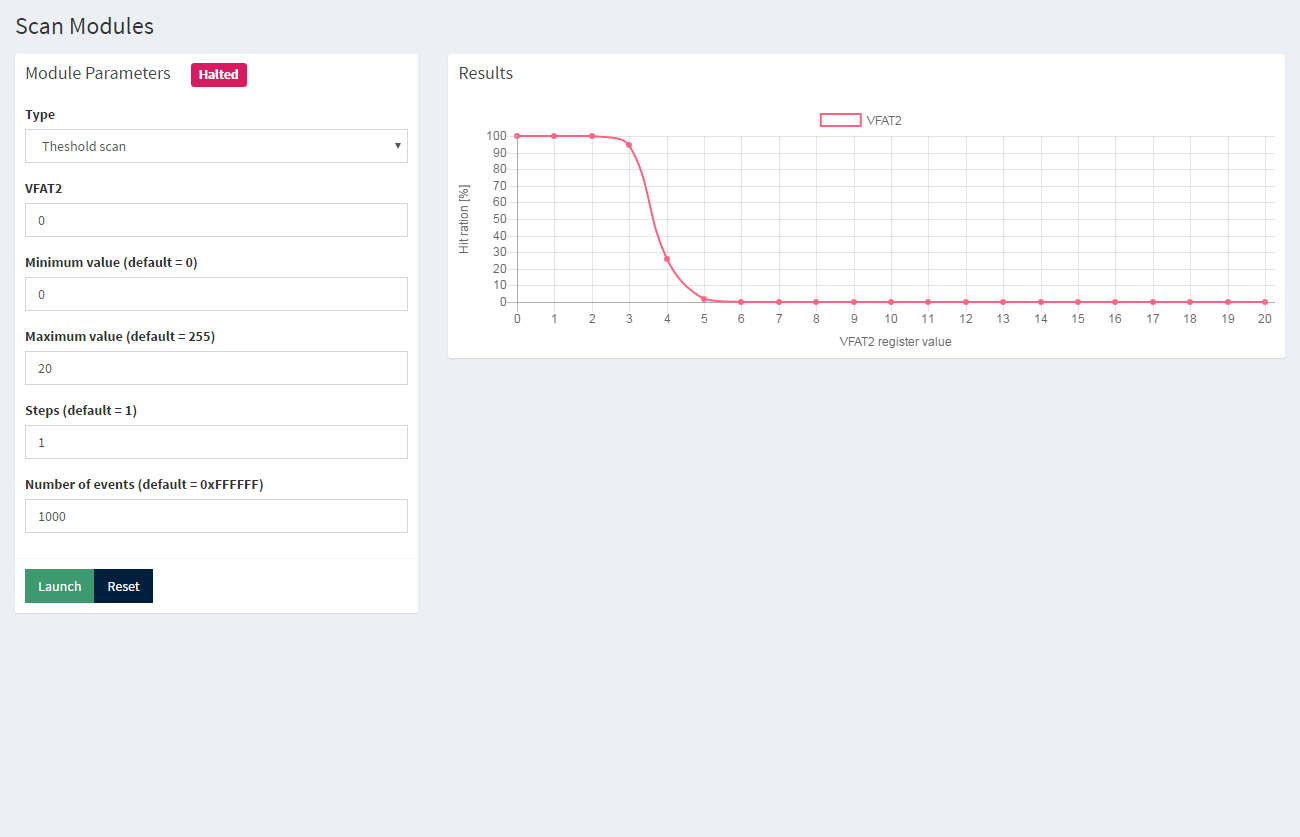 Scan Modules
Module Parameters Halted
Type
Theshold scan
VFAT2
0
Minimum value (default = 0)
0
Maximum value (default = 255)
20
Steps (default = 1)
1
Number of events (default = 0xFFFFFF)
1000
Launch Reset
Results
VFAT2
Hit ration [%]
100
90
80
70
60
50
40
30
20
10
0
0 1 2 3 4 5 6 7 8 9 10 11 12 13 14 15 16 17 18 19 20
VFAT2 register value